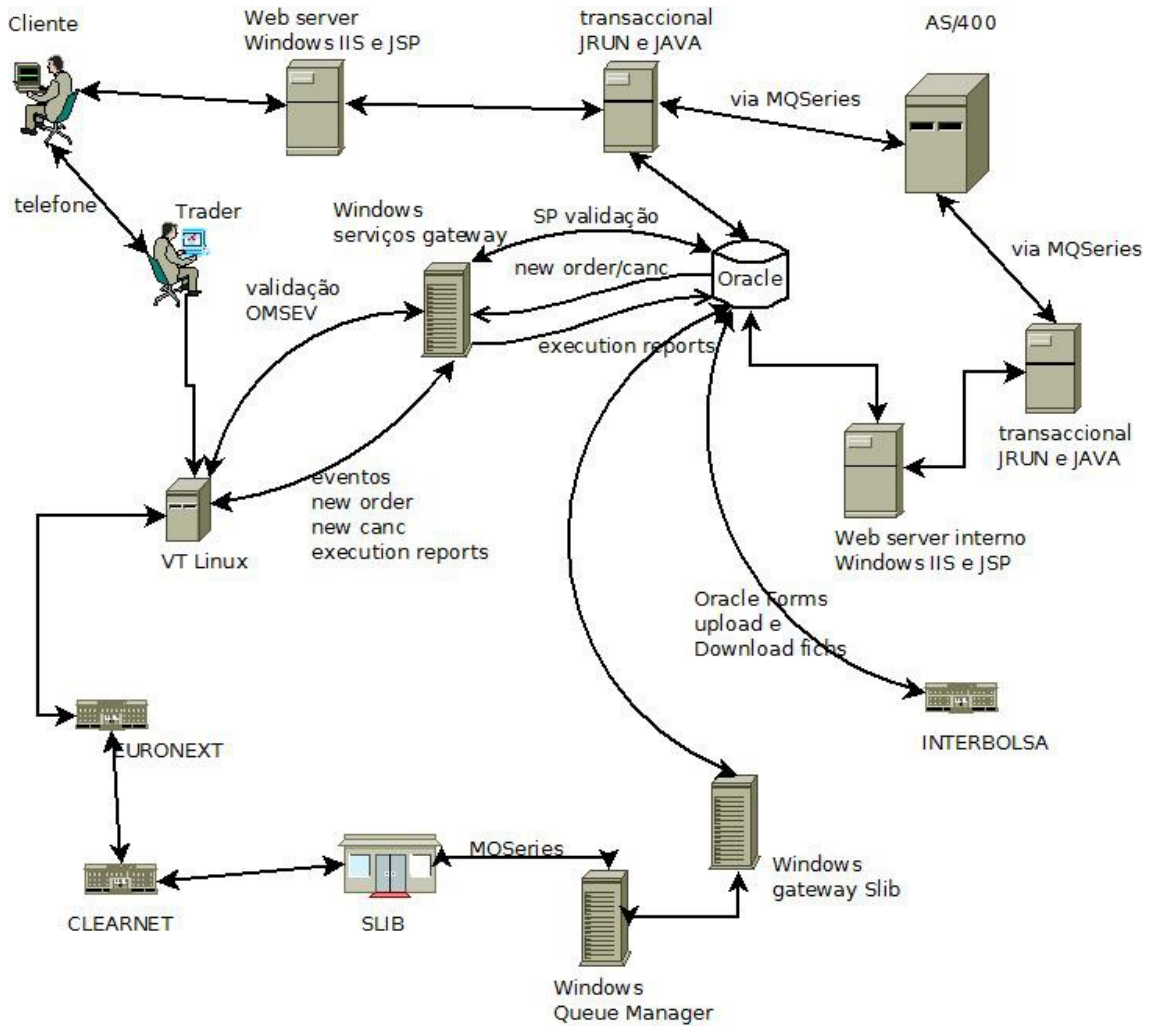 Cliente
Web server
Windows IIS e JSP
transaccional
JRUN e JAVA
AS/400
via MQSeries
telefone
Trader
Windows
serviços gateway
SP validação
new order/canc
Oracle
via MQSeries
validação
OMSEV
execution reports
transaccional
JRUN e JAVA
eventos
new order
new canc
execution reports
VT Linux
Web server interno
Windows IIS e JSP
Oracle Forms
upload e
Download fichs
EURONEXT
INTERBOLSA
MQSeries
Windows
gateway Slib
CLEARNET
SLIB
Windows
Queue Manager